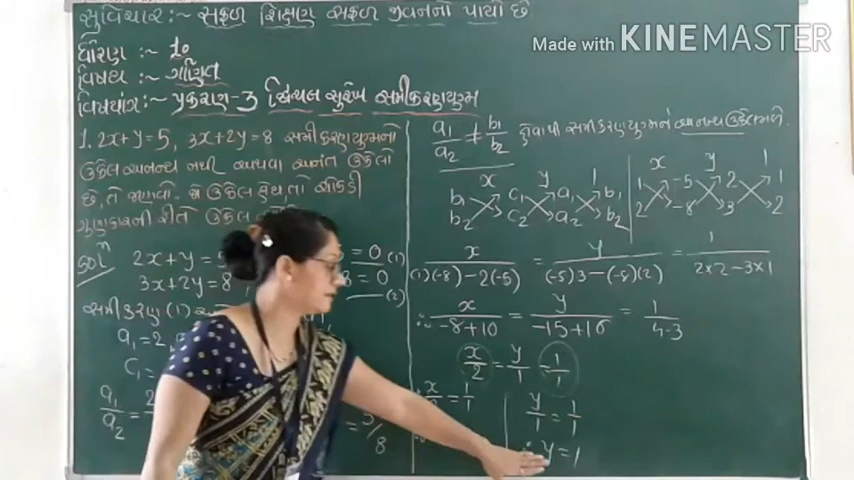 સુવિચાર :~ સફળ શિક્ષણ સફળ જીવનનો પાયો છે
Made with KINEMASTER
ધોરણ :~ ૧૦
વિષય :~ ગણિત
વિષયાંગ :~ પ્રકરણ-3 દ્વિચલ સુરેખ સમીકરણયુગ્મ
1. 2x+y=5, 3x+2y=8 સમીકરણયુગ્મનો
ઉકેલ અનન્ય નથી અથવા અનંત ઉકેલો
છે, તે જણાવો. જો ઉકેલ હોય તો ચોકડી
ગુણાકારની રીતે ઉકેલ
Solⁿ 2x+y=5 = 0 (1)
3x+2y=8 8=0 (2)
સમીકરણ (1)
a₁=2,
C₁=
a₁/a₂ 2 = 5/8
a₁/a₂ ≠ b₁/b₂ હોવાથી સમીકરણયુગ્મને અનન્ય ઉકેલ મળે.
x y 1
b₁ C₁ a₁ b₁
b₂ C₂ a₂ b₂
x y 1
1 -5 2 1
2 -8 3 2
x/(1)(-8)-2(-5) = y/(-5)3-(-8)(2) = 1/2×2-3×1
∴ x/-8+10 = y/-15+16 = 1/4-3
x/2 = y/1 = 1/1
x = 1/1
y/1 = 1/1
∴ y=1